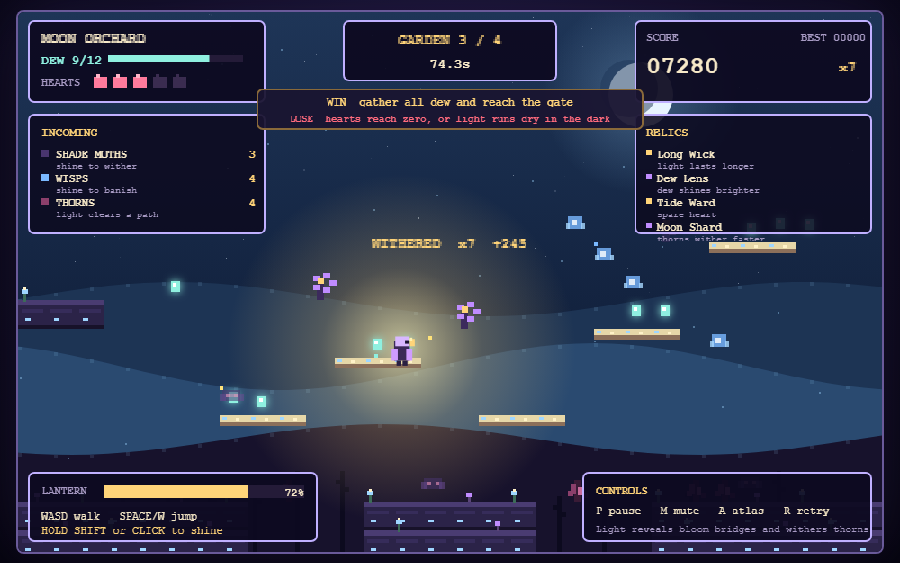 MOON ORCHARD
DEW 9/12
HEARTS
GARDEN 3 / 4
74.3s
SCORE
BEST 00000
07280
x7
WIN gather all dew and reach the gate
LOSE hearts reach zero, or light runs dry in the dark
INCOMING
SHADE MOTHS 3
shine to wither
WISPS 4
shine to banish
THORNS 4
light clears a path
RELICS
Long Wick
light lasts longer
Dew Lens
dew shines brighter
Tide Ward
spare heart
Moon Shard
thorns wither faster
WITHERED x7 +245
LANTERN 72%
WASD walk SPACE/W jump
HOLD SHIFT or CLICK to shine
CONTROLS
P pause M mute A atlas R retry
Light reveals bloom bridges and withers thorns